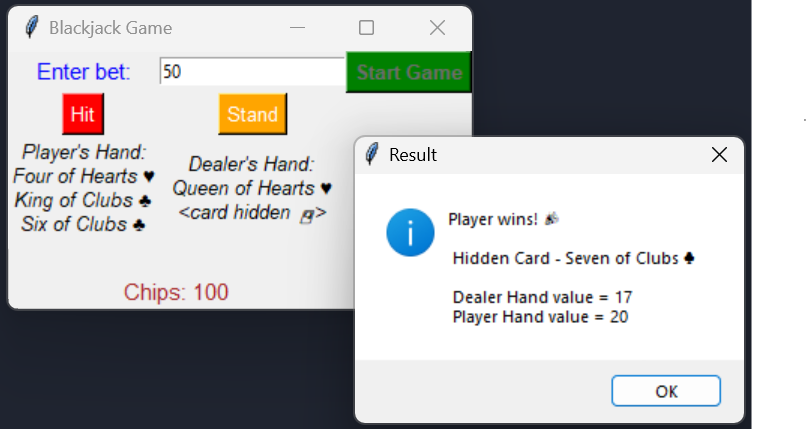 Blackjack Game
Enter bet: 50 Start Game
Hit Stand
Player's Hand:
Four of Hearts ♥
King of Clubs ♣
Six of Clubs ♣
Dealer's Hand:
Queen of Hearts ♥
<card hidden 🂠>
Chips: 100
Result
Player wins! 🎉
Hidden Card - Seven of Clubs ♣
Dealer Hand value = 17
Player Hand value = 20
OK